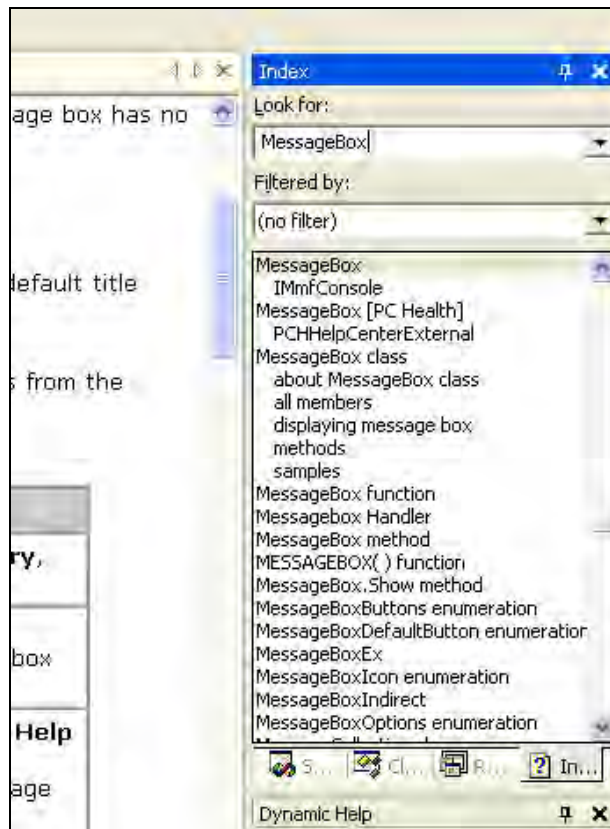 age box has no
default title
s from the
ry,
box
Help
age
Index
Look for:
MessageBox
Filtered by:
(no filter)
MessageBox
IMmfConsole
MessageBox [PC Health]
PCHHelpCenterExternal
MessageBox class
about MessageBox class
all members
displaying message box
methods
samples
MessageBox function
Messagebox Handler
MessageBox method
MESSAGEBOX( ) function
MessageBox.Show method
MessageBoxButtons enumeration
MessageBoxDefaultButton enumeration
MessageBoxEx
MessageBoxIcon enumeration
MessageBoxIndirect
MessageBoxOptions enumeration
S... Cl... R... In...
Dynamic Help